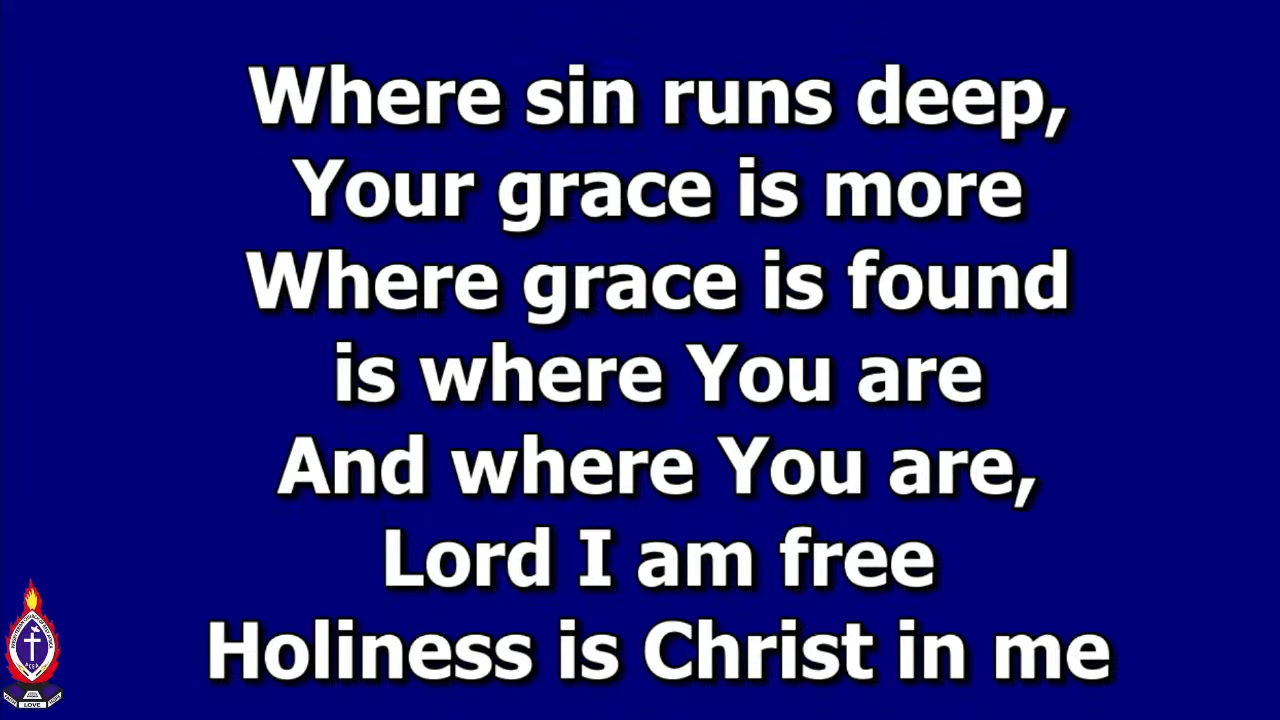 Where sin runs deep,
Your grace is more
Where grace is found
is where You are
And where You are,
Lord I am free
Holiness is Christ in me
LOVE